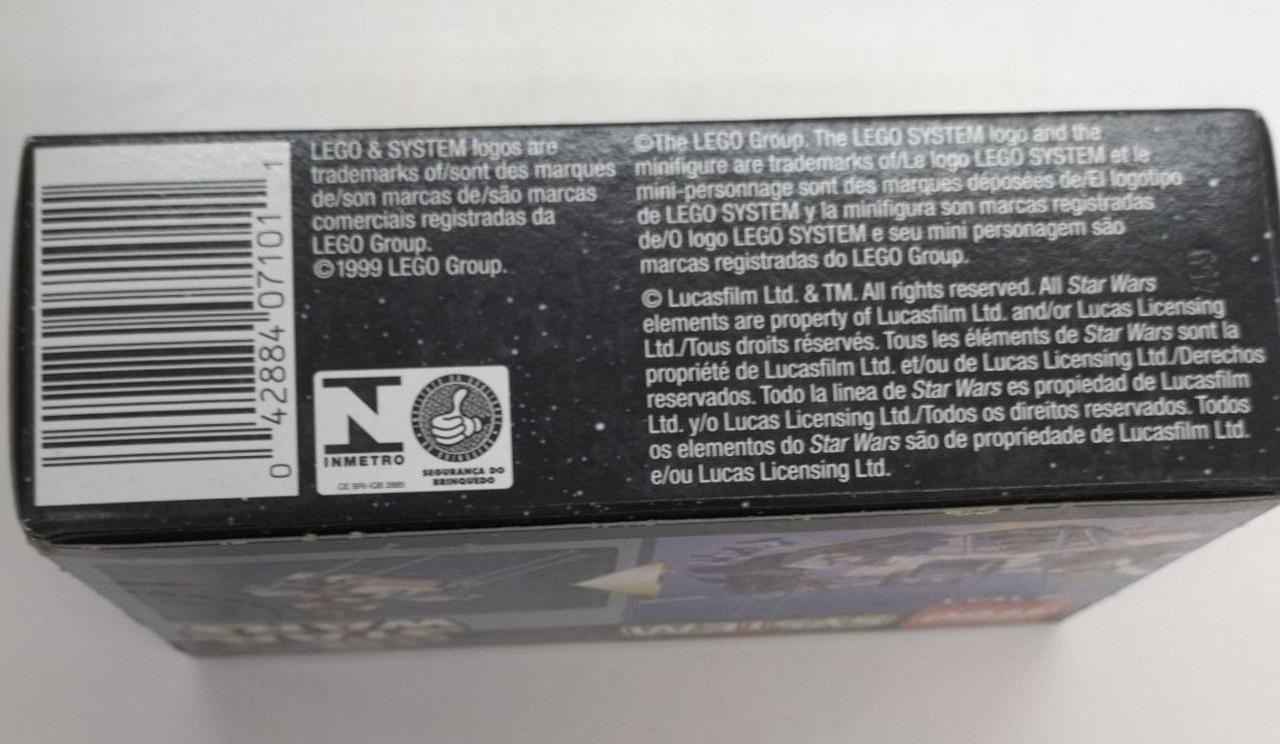 0 42884 07101 1
LEGO & SYSTEM logos are
trademarks of/sont des marques
de/son marcas de/são marcas
comerciais registradas da
LEGO Group.
©1999 LEGO Group.
INMETRO
SEGURANÇA DO
BRINQUEDO
©The LEGO Group. The LEGO SYSTEM logo and the
minifigure are trademarks of/Le logo LEGO SYSTEM et le
mini-personnage sont des marques déposées de/El logotipo
de LEGO SYSTEM y la minifigura son marcas registradas
de/O logo LEGO SYSTEM e seu mini personagem são
marcas registradas do LEGO Group.
© Lucasfilm Ltd. & TM. All rights reserved. All Star Wars
elements are property of Lucasfilm Ltd. and/or Lucas Licensing
Ltd./Tous droits réservés. Tous les éléments de Star Wars sont la
propriété de Lucasfilm Ltd. et/ou de Lucas Licensing Ltd./Derechos
reservados. Todo la linea de Star Wars es propiedad de Lucasfilm
Ltd. y/o Lucas Licensing Ltd./Todos os direitos reservados. Todos
os elementos do Star Wars são de propriedade de Lucasfilm Ltd.
e/ou Lucas Licensing Ltd.
SYSTEM
STAR WARS